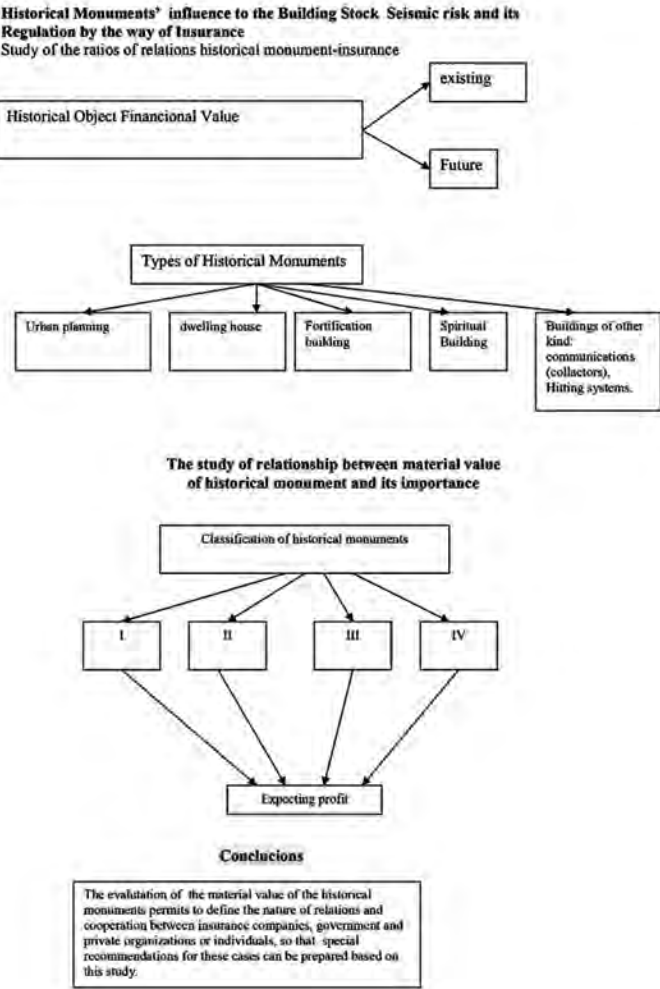 Historical Monuments' influence to the Building Stock Seismic risk and its
Regulation by the way of Insurance
Study of the ratios of relations historical monument-insurance
existing
Historical Object Financional Value
Future
Types of Historical Monuments
Urban planning
dwelling house
Fortification
building
Spiritual
Building
Buildings of other
kind:
communications
(collactors),
Hitting systems.
The study of relationship between material value
of historical monument and its importance
Classification of historical monuments
I
II
III
IV
Expecting profit
Conclucions
The evalutation of the material value of the historical
monuments permits to define the nature of relations and
cooperation between insurance companies, government and
private organizations or individuals, so that special
recommendations for these cases can be prepared based on
this study.